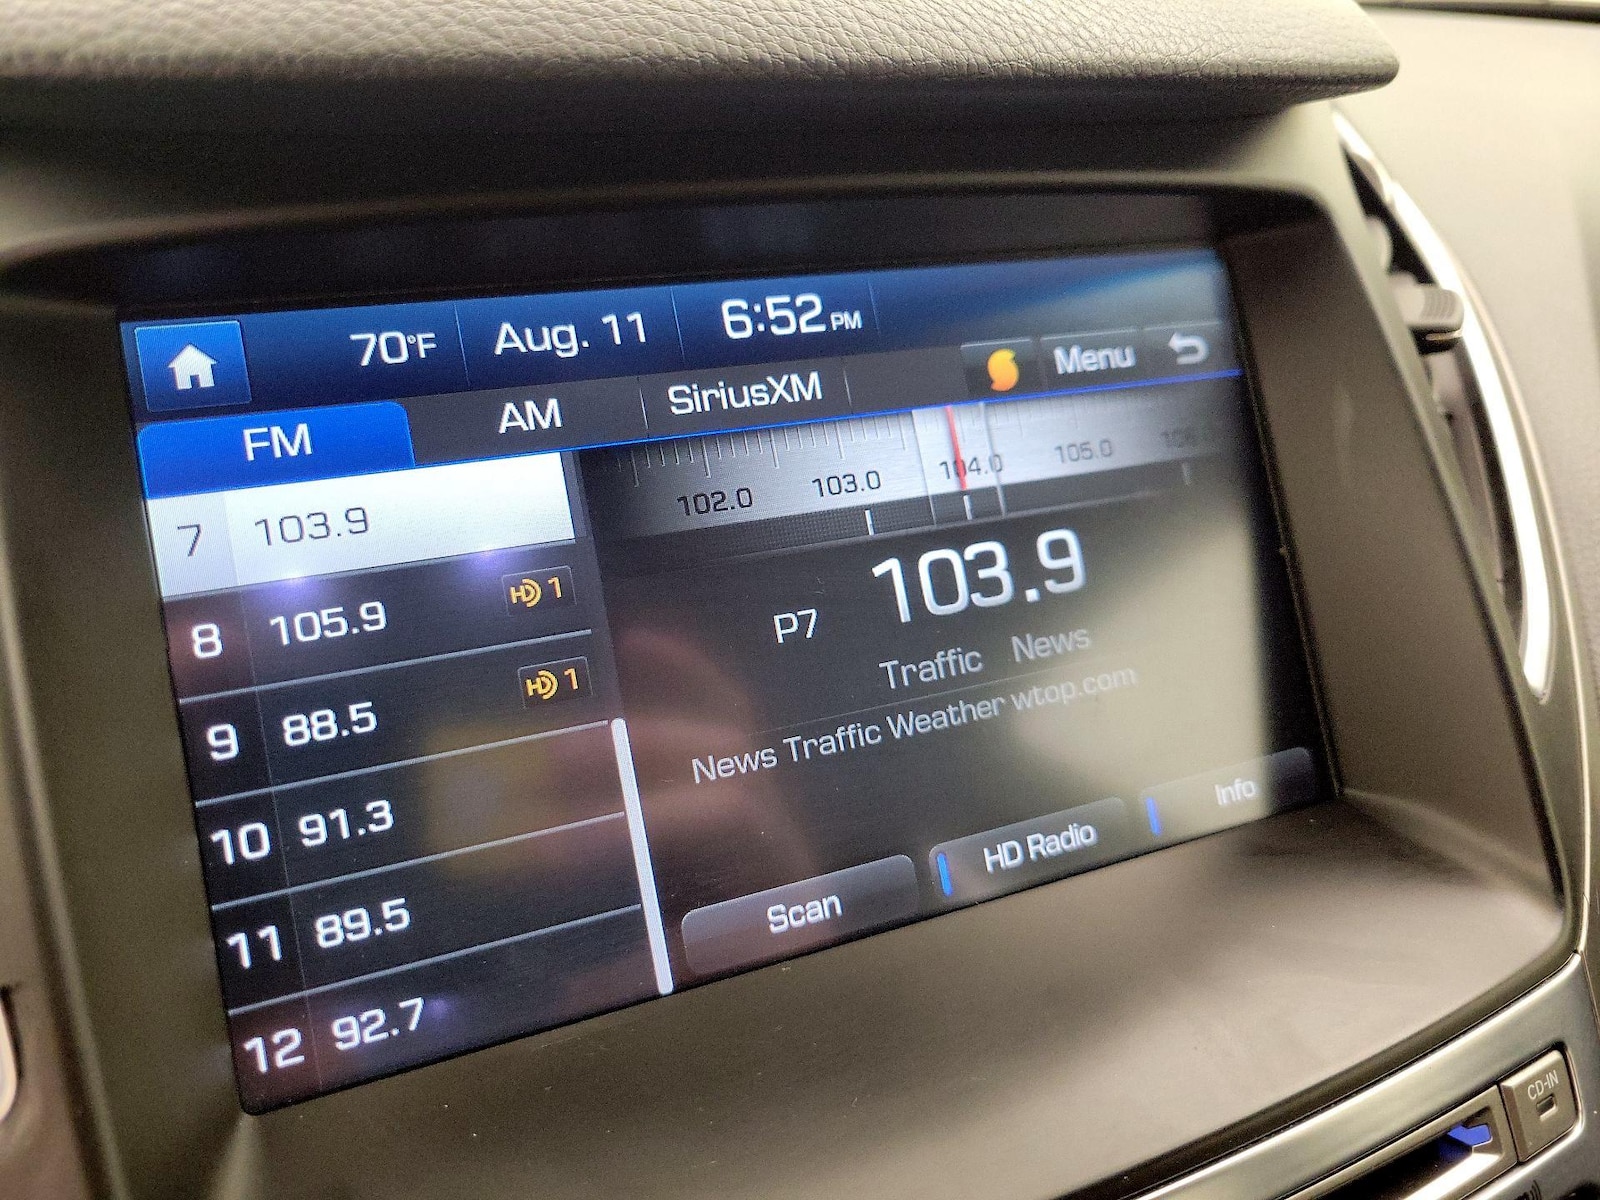 70°F Aug. 11 6:52 PM
FM AM SiriusXM Menu
102.0 103.0 104.0 105.0
7 103.9
8 105.9 HD 1
9 88.5 HD 1
10 91.3
11 89.5
12 92.7
P7 103.9
Traffic News
News Traffic Weather wtop.com
Scan HD Radio Info
CD-IN